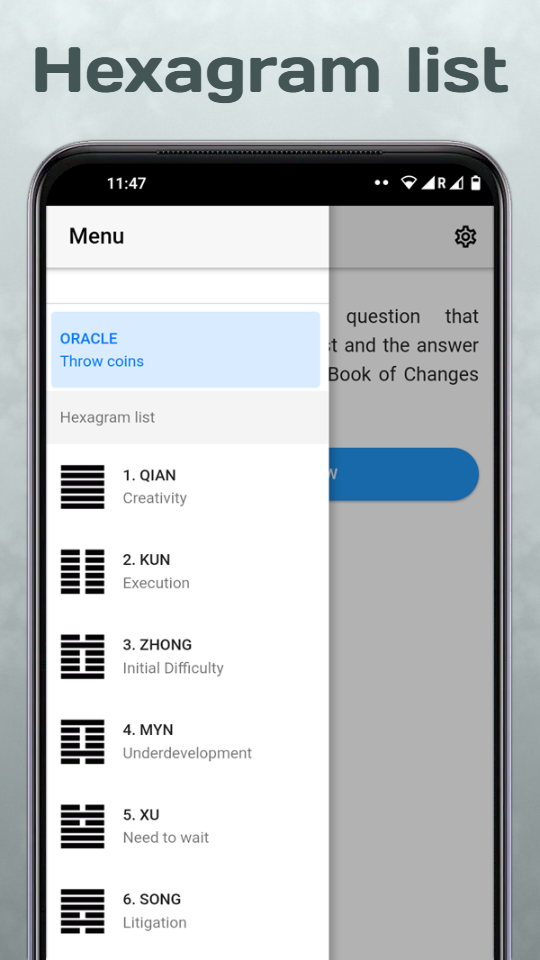 Hexagram list
11:47
R
Menu
ORACLE
Throw coins
question that
and the answer
Book of Changes
Hexagram list
1. QIAN
Creativity
2. KUN
Execution
3. ZHONG
Initial Difficulty
4. MYN
Underdevelopment
5. XU
Need to wait
6. SONG
Litigation